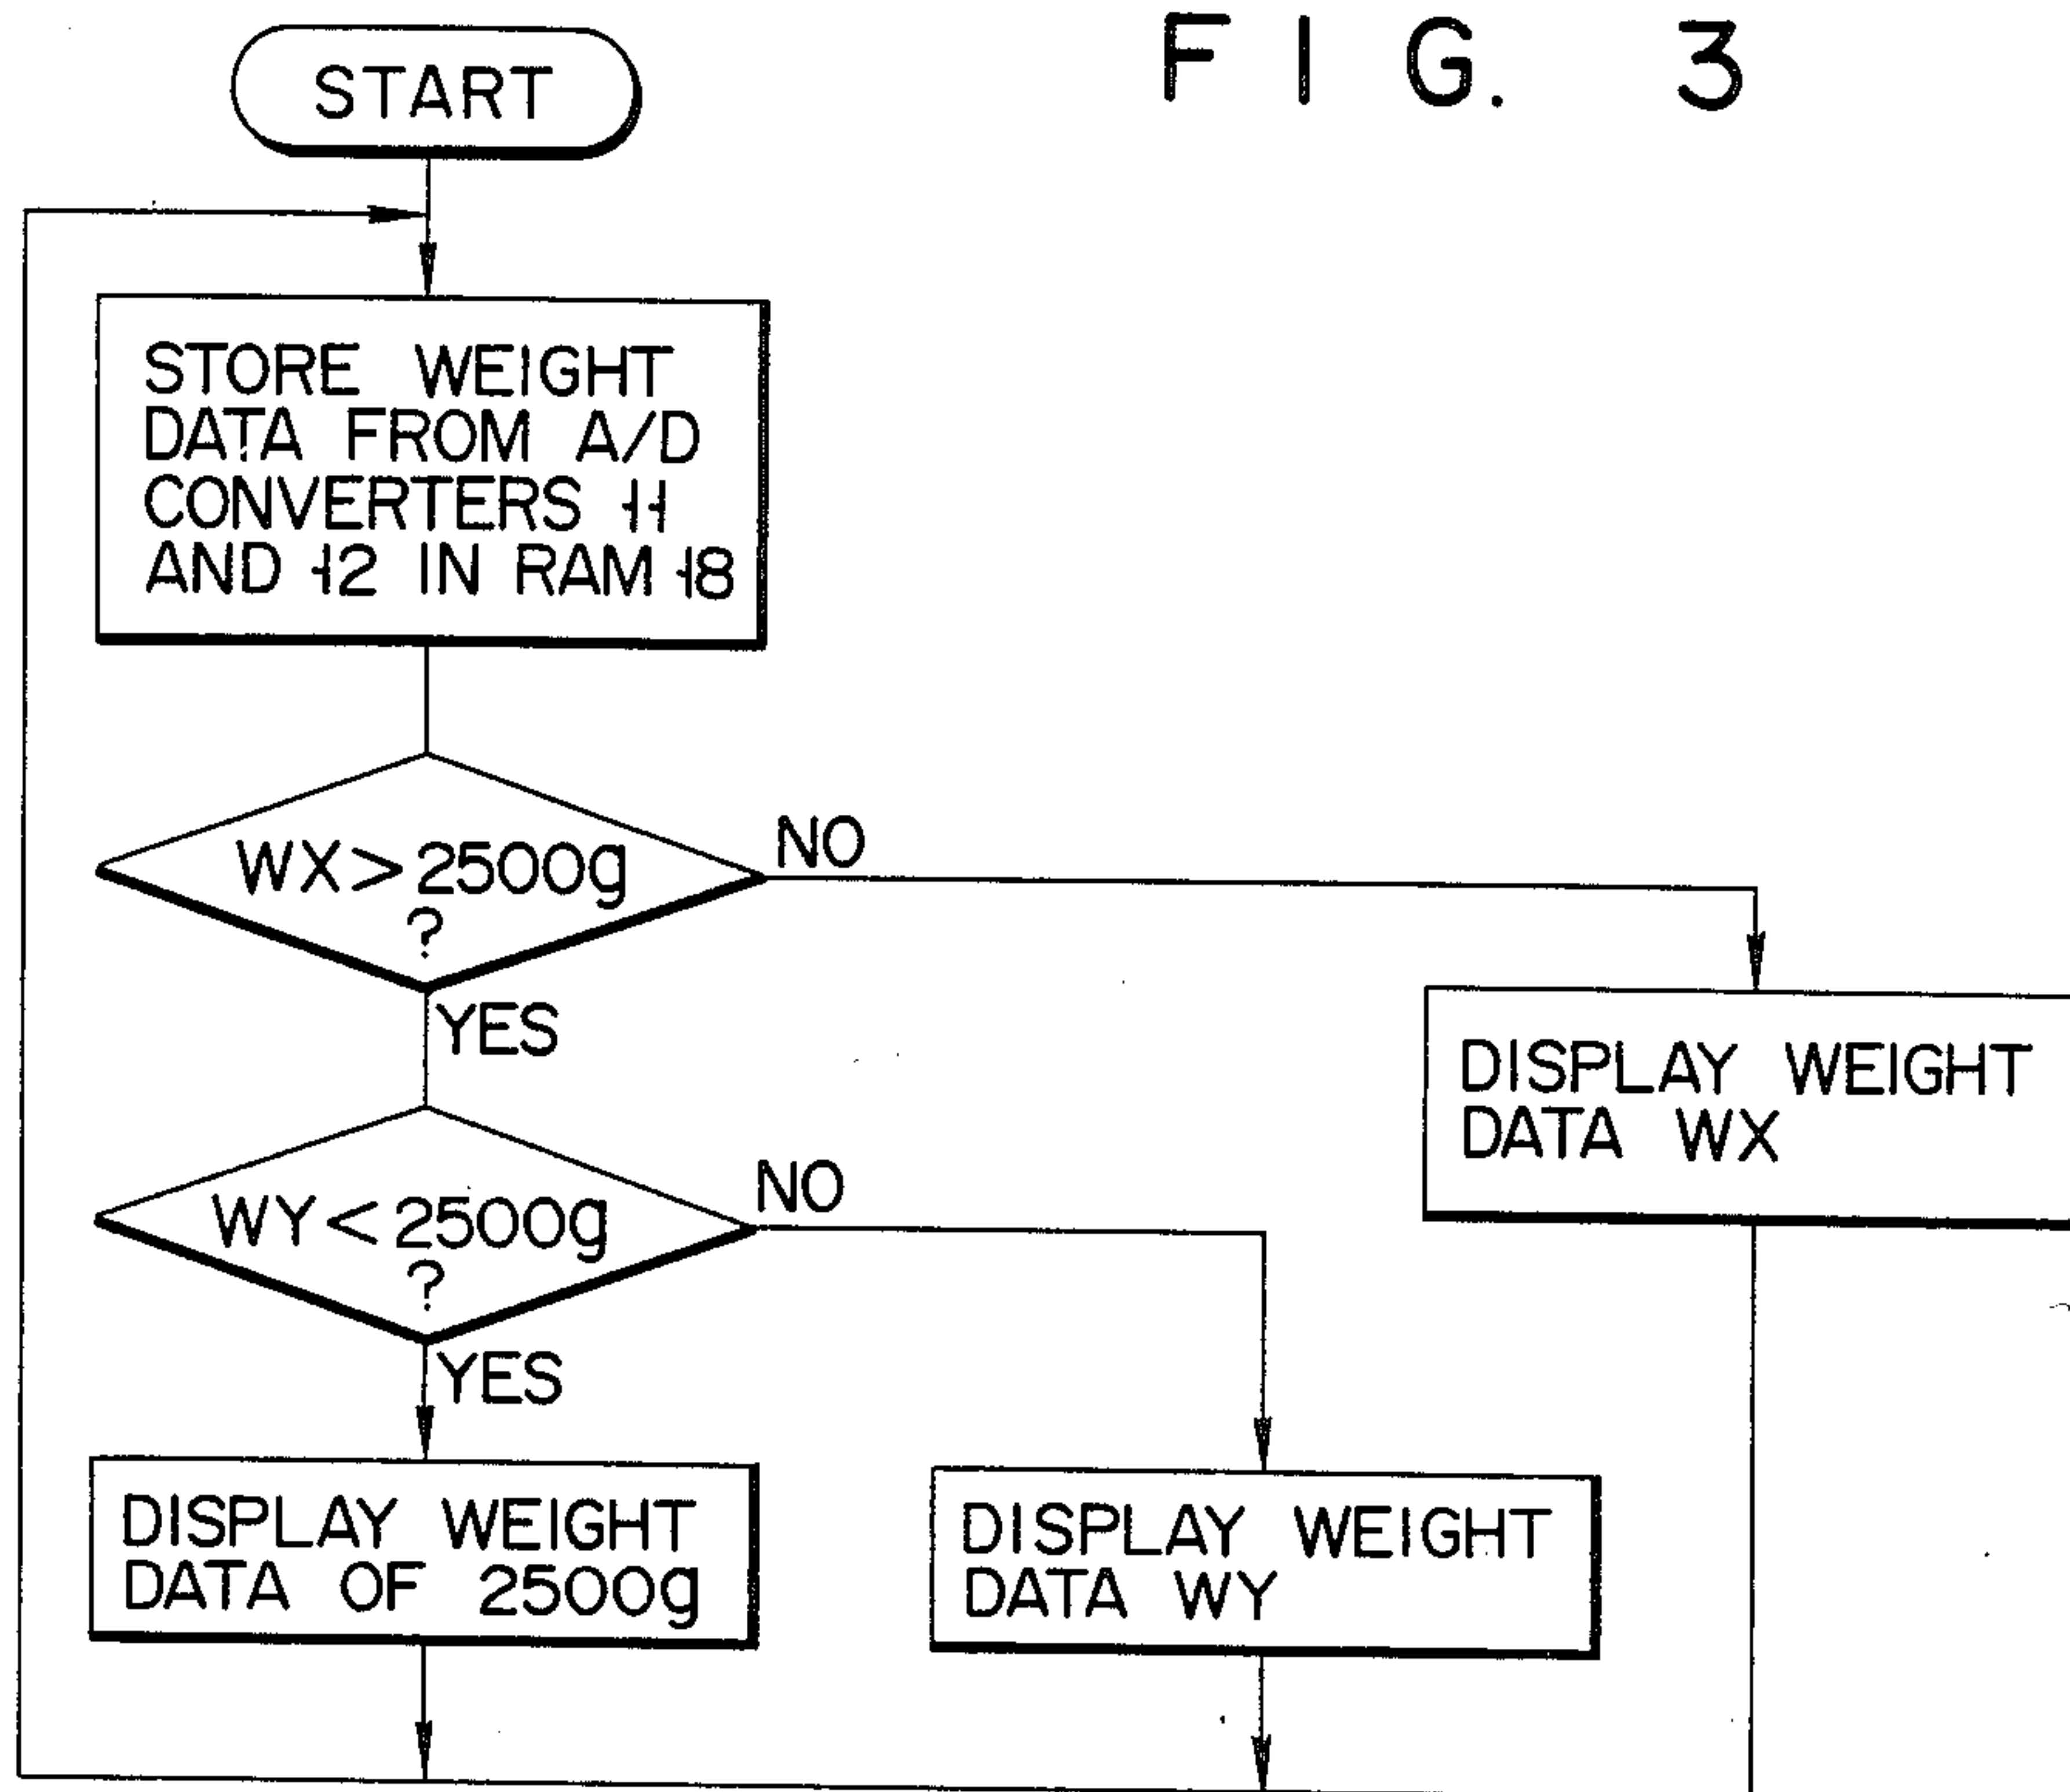 FIG. 3
START
STORE WEIGHT
DATA FROM A/D
CONVERTERS 11
AND 12 IN RAM 18
WX>2500g
?
NO
YES
DISPLAY WEIGHT
DATA WX
WY<2500g
?
NO
YES
DISPLAY WEIGHT
DATA OF 2500g
DISPLAY WEIGHT
DATA WY